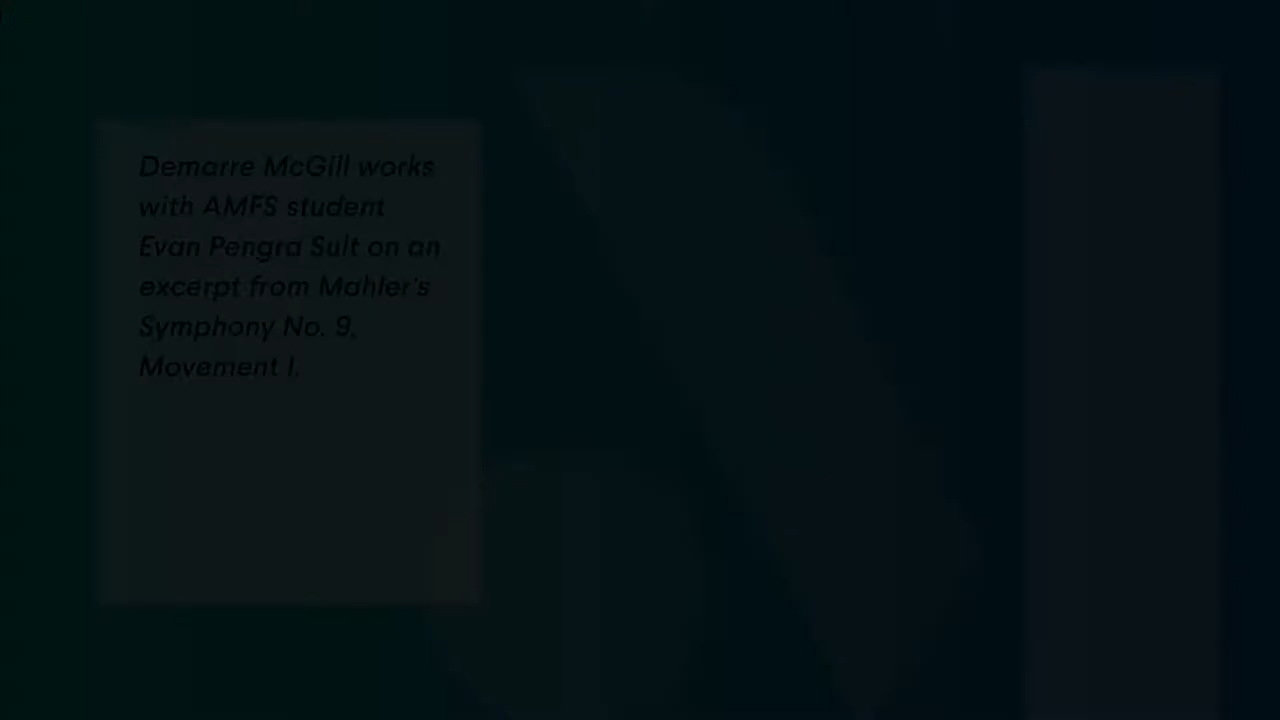 Demarre McGill works
with AMFS student
Evan Pengra Sult on an
excerpt from Mahler's
Symphony No. 9,
Movement I.